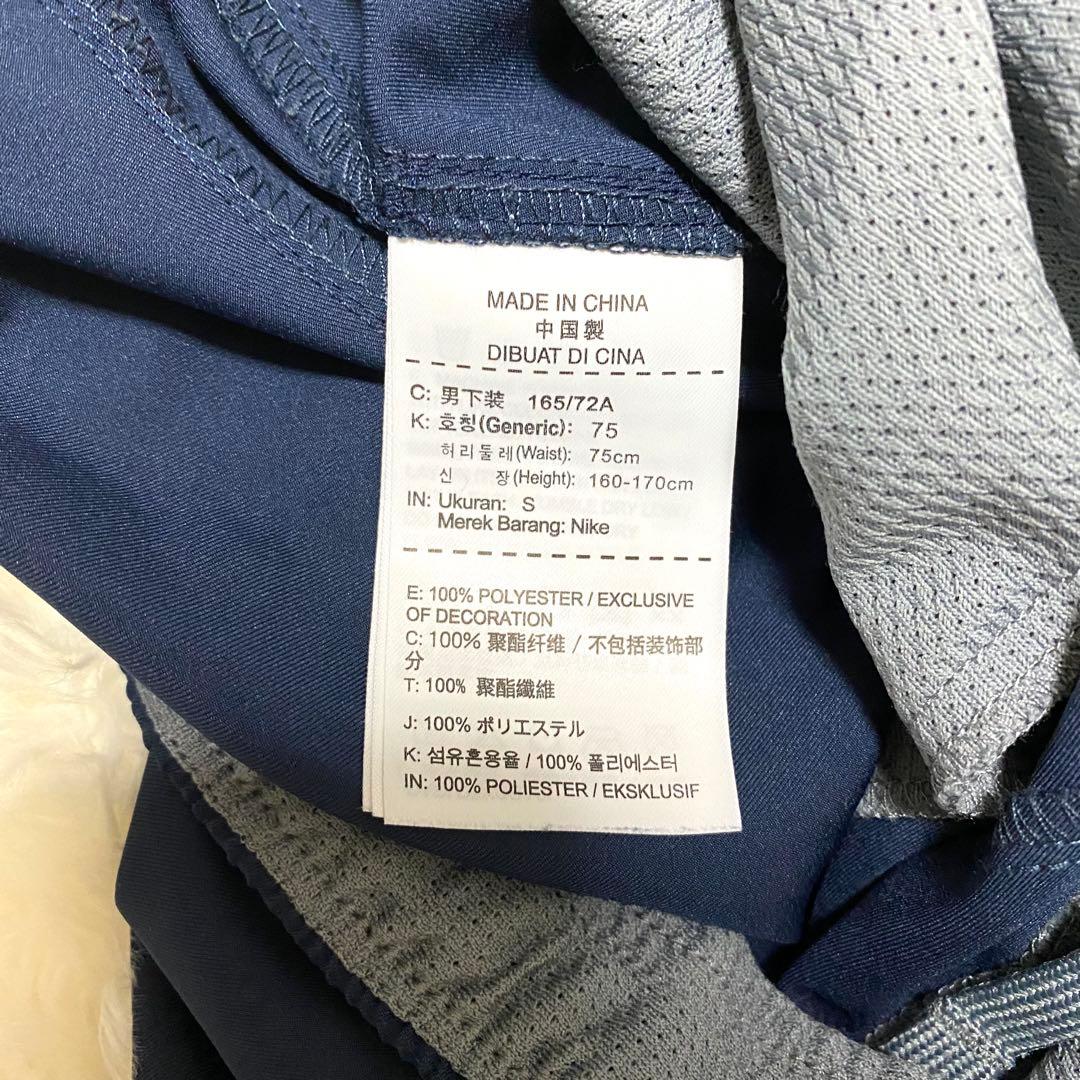 MADE IN CHINA
中国製
DIBUAT DI CINA
C: 男下装 165/72A
K: 호칭(Generic): 75
허리둘레(Waist): 75cm
신 장(Height): 160-170cm
IN: Ukuran: S
Merek Barang: Nike
E: 100% POLYESTER / EXCLUSIVE
OF DECORATION
C: 100% 聚酯纤维 / 不包括装饰部
分
T: 100% 聚酯纖維
J: 100% ポリエステル
K: 섬유혼용율 / 100% 폴리에스터
IN: 100% POLIESTER / EKSKLUSIF